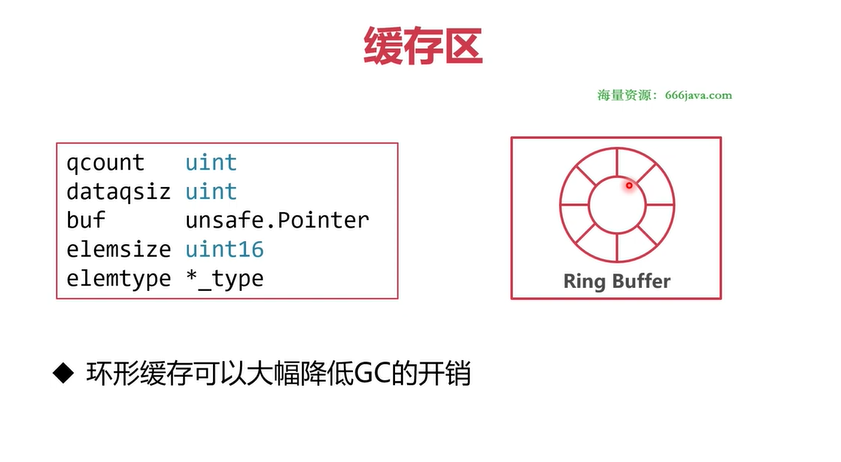 缓存区
海量资源：666java.com
qcount uint
dataqsiz uint
buf unsafe.Pointer
elemsize uint16
elemtype *_type
Ring Buffer
◆ 环形缓存可以大幅降低GC的开销